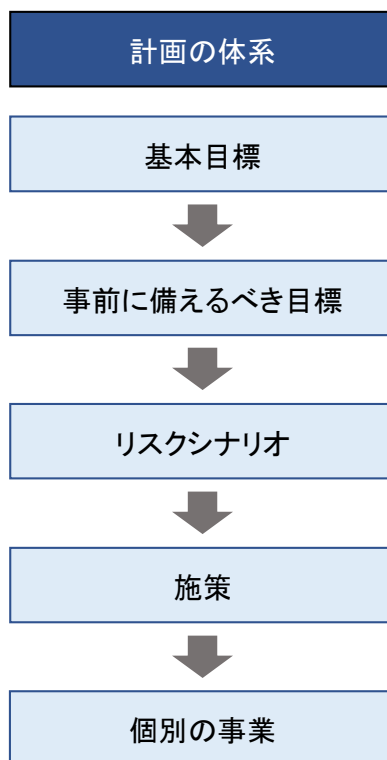 計画の体系
基本目標
事前に備えるべき目標
リスクシナリオ
施策
個別の事業